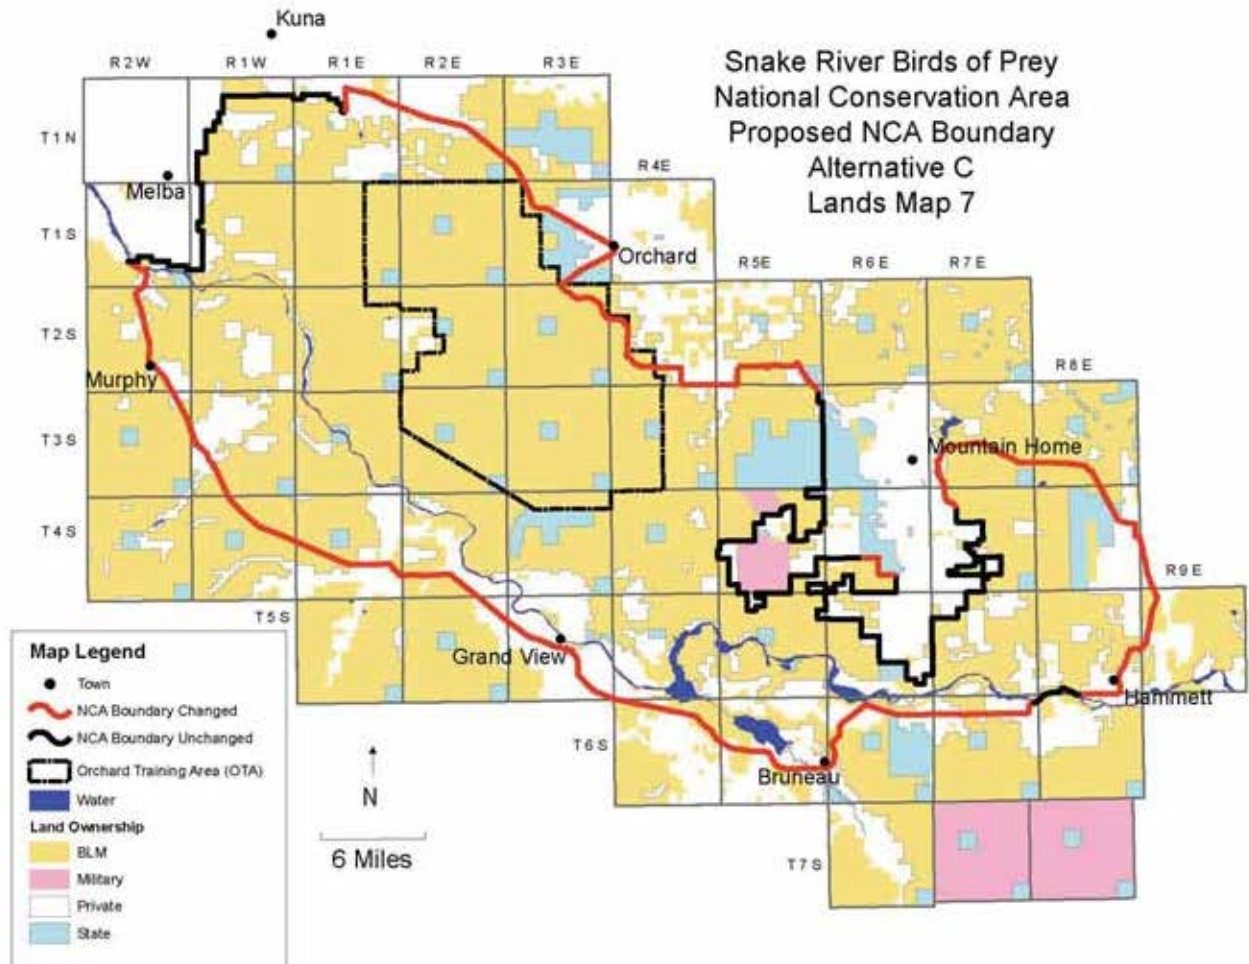 Kuna
R2W
R1W
R1E
R2E
R3E
Snake River Birds of Prey
National Conservation Area
Proposed NCA Boundary
Alternative C
Lands Map 7
T1N
R4E
Melba
T1S
Orchard
R5E
R6E
R7E
T2S
Murphy
R8E
T3S
Mountain Home
T4S
R9E
T5S
Grand View
Hammett
T6S
Bruneau
T7S
N
6 Miles
Map Legend
Town
NCA Boundary Changed
NCA Boundary Unchanged
Orchard Training Area (OTA)
Water
Land Ownership
BLM
Military
Private
State